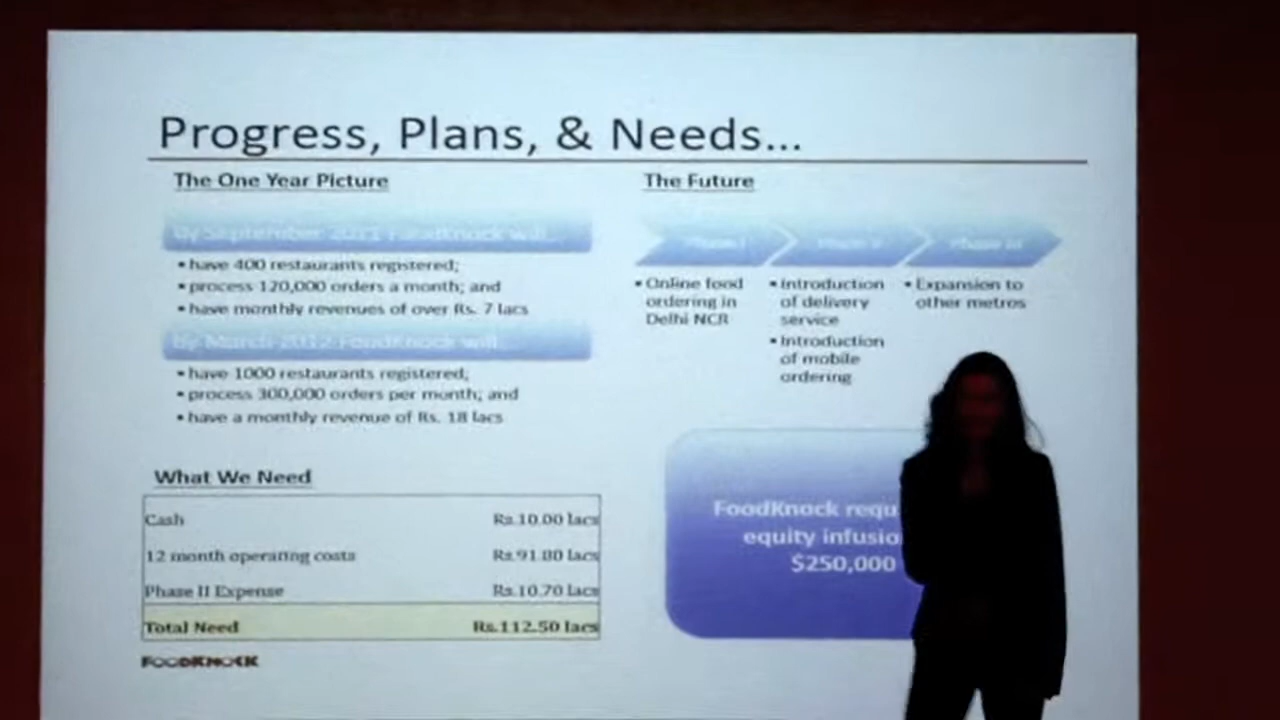 Progress, Plans, & Needs...
The One Year Picture
By September 2011 FoodKnock will...
• have 400 restaurants registered;
• process 120,000 orders a month; and
• have monthly revenues of over Rs. 7 lacs
By March 2012 FoodKnock will...
• have 1000 restaurants registered;
• process 300,000 orders per month; and
• have a monthly revenue of Rs. 18 lacs
What We Need
Cash Rs.10.00 lacs
12 month operating costs Rs.91.80 lacs
Phase II Expense Rs.10.70 lacs
Total Need Rs.112.50 lacs
FOODKNOCK
The Future
Phase I
Phase II
Phase III
• Online food
ordering in
Delhi NCR
• Introduction
of delivery
service
• Introduction
of mobile
ordering
• Expansion to
other metros
FoodKnock requ
equity infusio
$250,000